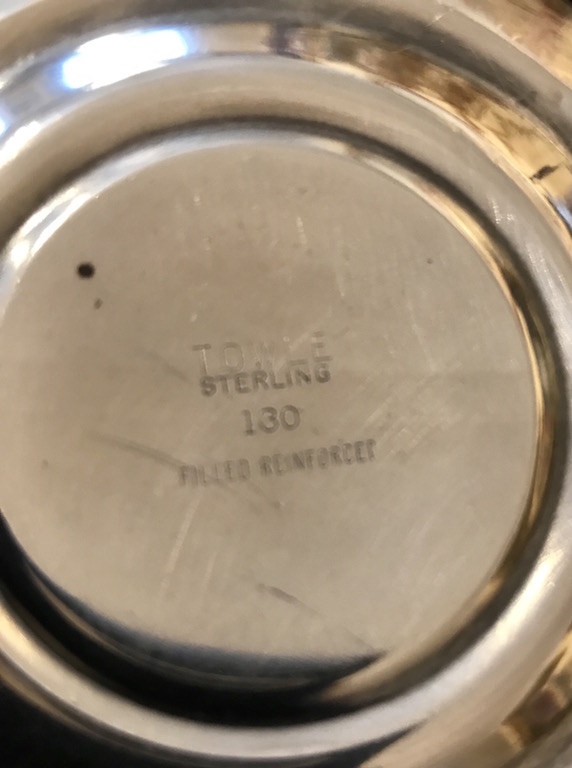 TOWLE
STERLING
130
FILLED REINFORCED